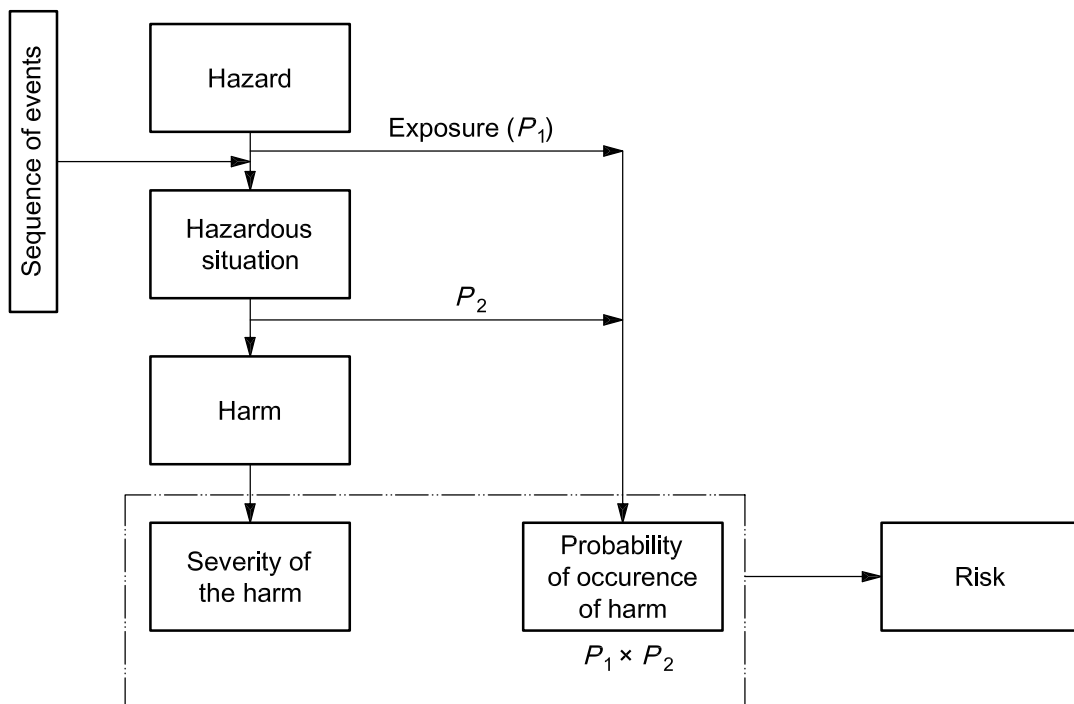 Sequence of events
Hazard
Exposure (P1)
Hazardous
situation
P2
Harm
Severity of
the harm
Probability
of occurence
of harm
P1 × P2
Risk